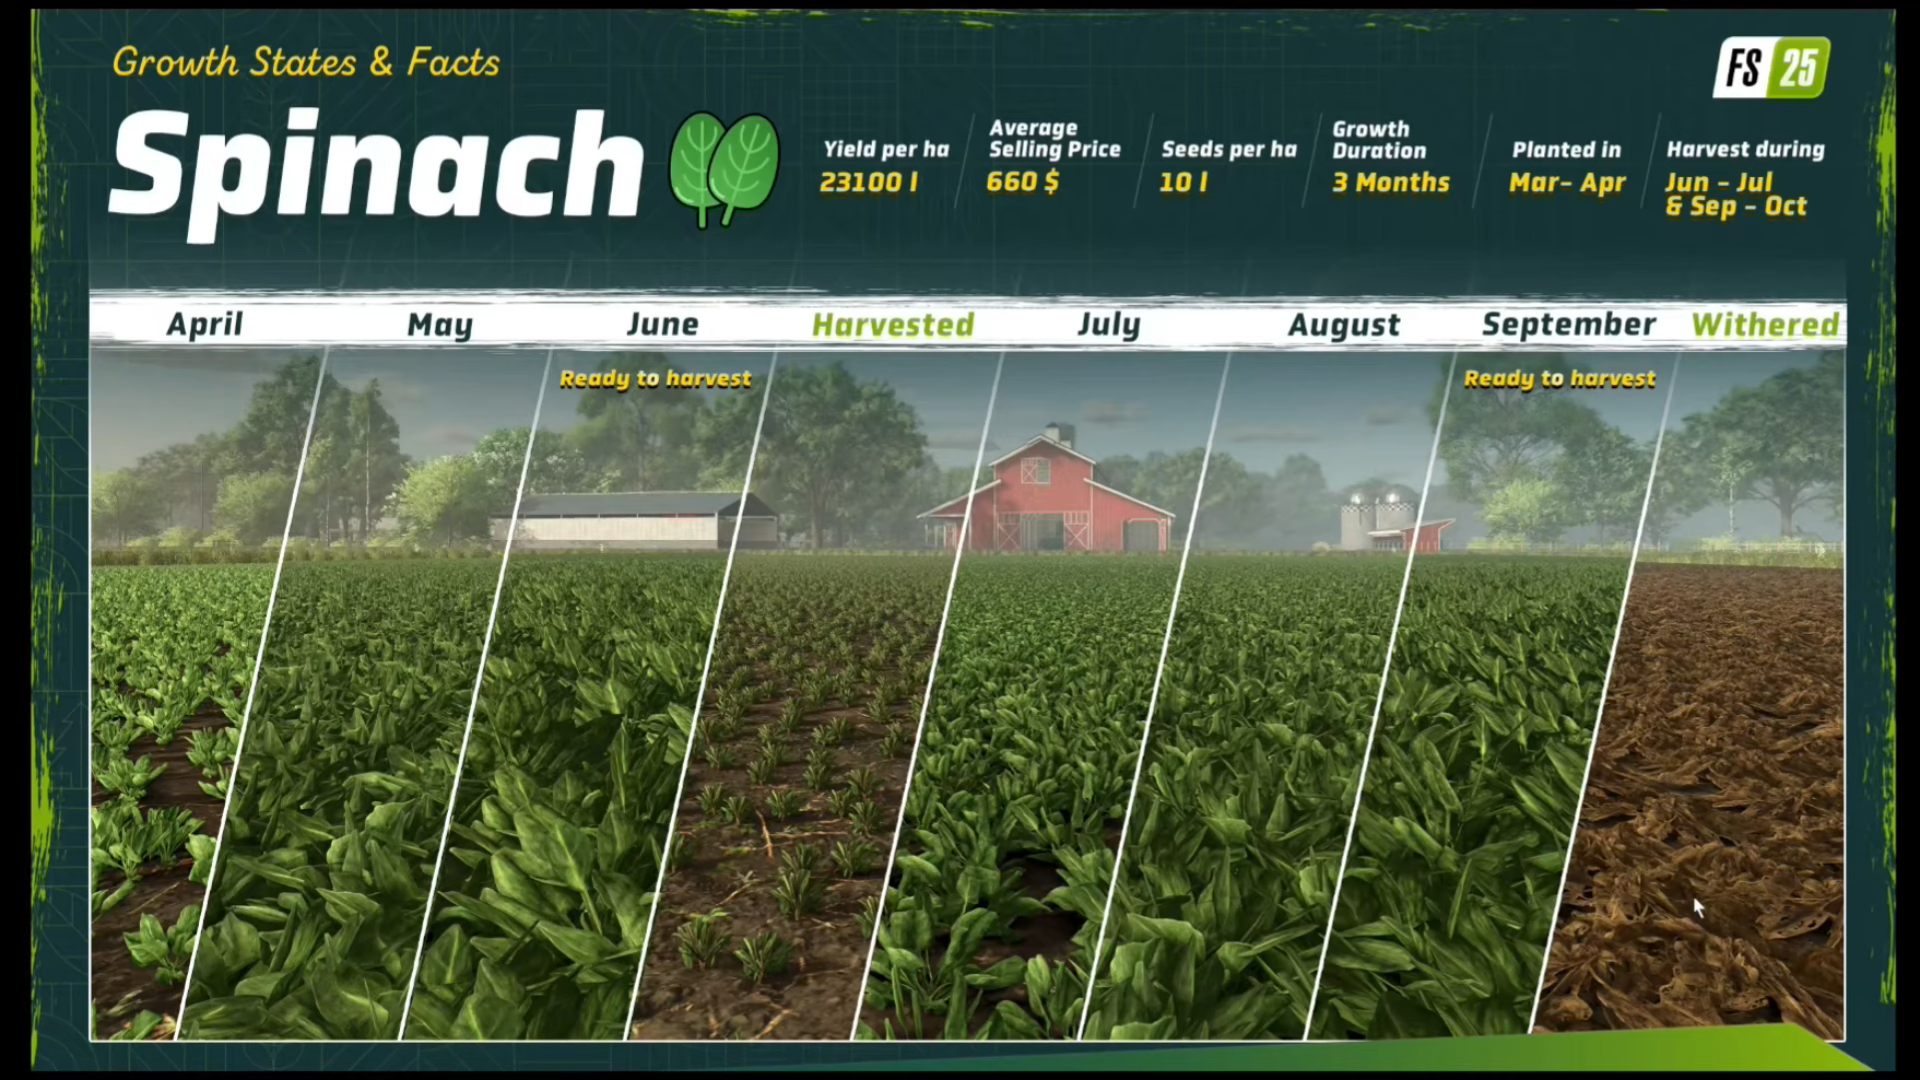 Growth States & Facts
FS 25
Spinach
Yield per ha
23100 l
Average
Selling Price
660 $
Seeds per ha
10 l
Growth
Duration
3 Months
Planted in
Mar- Apr
Harvest during
Jun - Jul
& Sep - Oct
April
May
June
Harvested
July
August
September
Withered
Ready to harvest
Ready to harvest